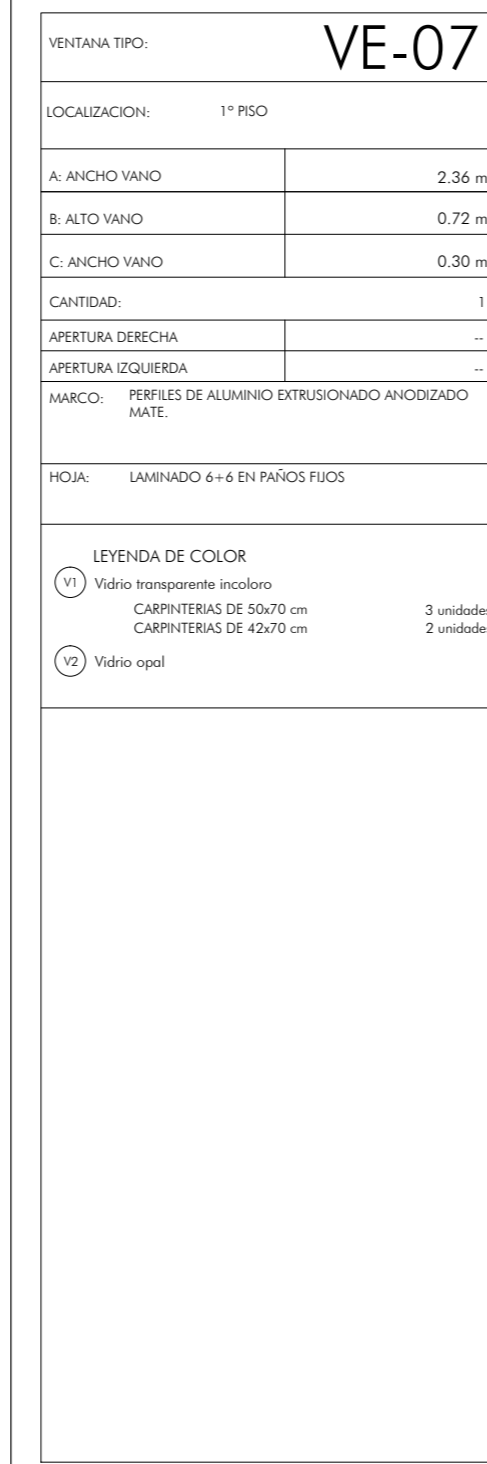 VENTANA TIPO: VE-07
LOCALIZACION: 1º PISO
A: ANCHO VANO 2.36 m
B: ALTO VANO 0.72 m
C: ANCHO VANO 0.30 m
CANTIDAD: 1
APERTURA DERECHA --
APERTURA IZQUIERDA --
MARCO: PERFILES DE ALUMINIO EXTRUSIONADO ANODIZADO
MATE.
HOJA: LAMINADO 6+6 EN PAÑOS FIJOS
LEYENDA DE COLOR
V1 Vidrio transparente incoloro
CARPINTERIAS DE 50x70 cm 3 unidades
CARPINTERIAS DE 42x70 cm 2 unidades
V2 Vidrio opal